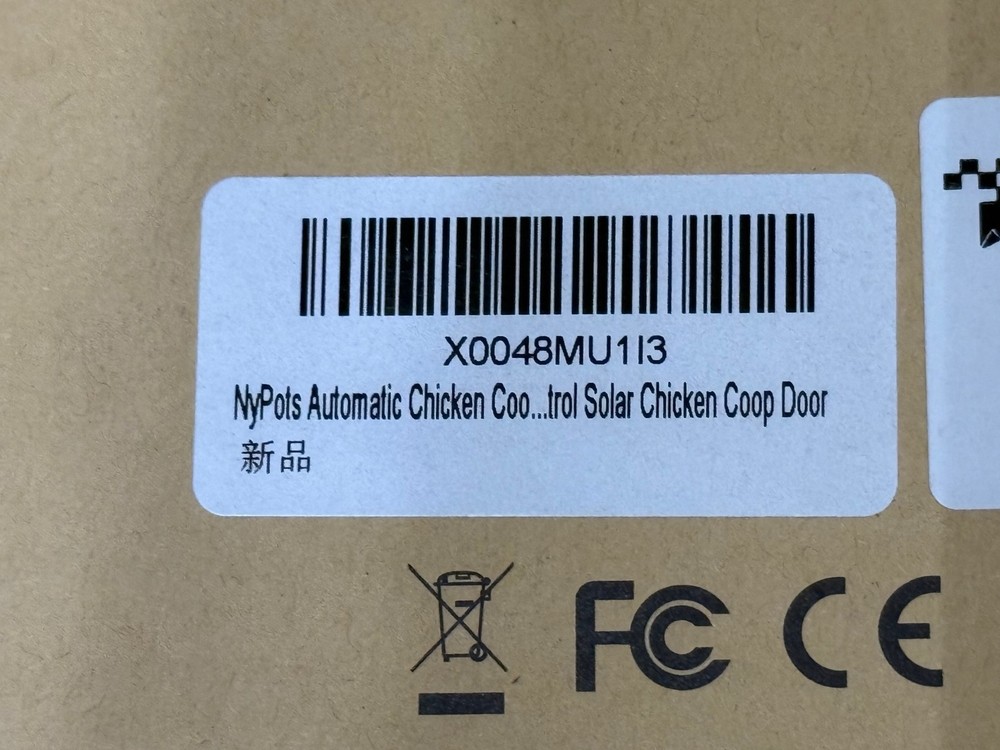 X0048MU1I3
NyPots Automatic Chicken Coo...trol Solar Chicken Coop Door
新品
FC CE